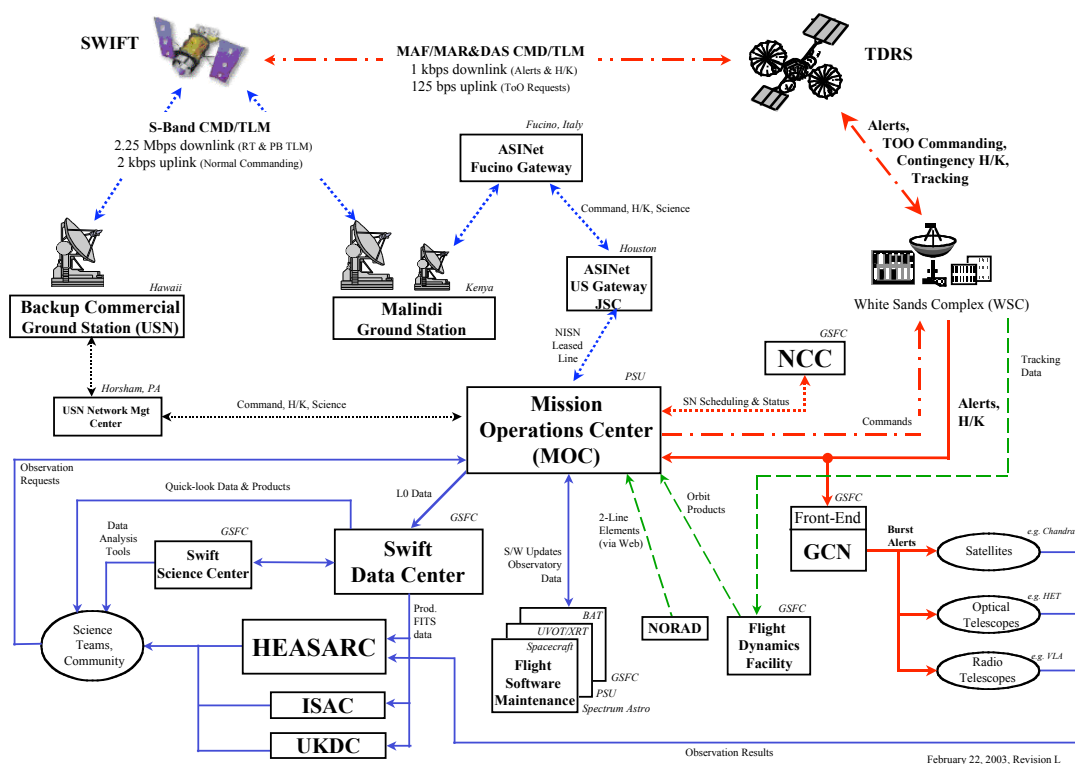 SWIFT
MAF/MAR&DAS CMD/TLM
1 kbps downlink (Alerts & H/K)
125 bps uplink (ToO Requests)
TDRS
S-Band CMD/TLM
2.25 Mbps downlink (RT & PB TLM)
2 kbps uplink (Normal Commanding)
Fucino, Italy
ASINet
Fucino Gateway
Alerts,
TOO Commanding,
Contingency H/K,
Tracking
Command, H/K, Science
Houston
ASINet
US Gateway
JSC
Hawaii
Backup Commercial
Ground Station (USN)
Kenya
Malindi
Ground Station
White Sands Complex (WSC)
NISN
Leased
Line
GSFC
NCC
Tracking
Data
Horsham, PA
USN Network Mgt
Center
Command, H/K, Science
PSU
Mission
Operations Center
(MOC)
SN Scheduling & Status
Commands
Alerts,
H/K
Observation
Requests
Quick-look Data & Products
L0 Data
GSFC
Swift
Data Center
Data
Analysis
Tools
GSFC
Swift
Science Center
S/W Updates
Observatory
Data
2-Line
Elements
(via Web)
Orbit
Products
GSFC
Front-End
GCN
Burst
Alerts
Satellites
e.g. Chandra
Optical
Telescopes
e.g. HET
Radio
Telescopes
e.g. VLA
Prod.
FITS
data
Science
Teams,
Community
HEASARC
ISAC
UKDC
BAT
UVOT/XRT
Spacecraft
Flight
Software
Maintenance
GSFC
PSU
Spectrum Astro
NORAD
GSFC
Flight
Dynamics
Facility
Observation Results
February 22, 2003, Revision L